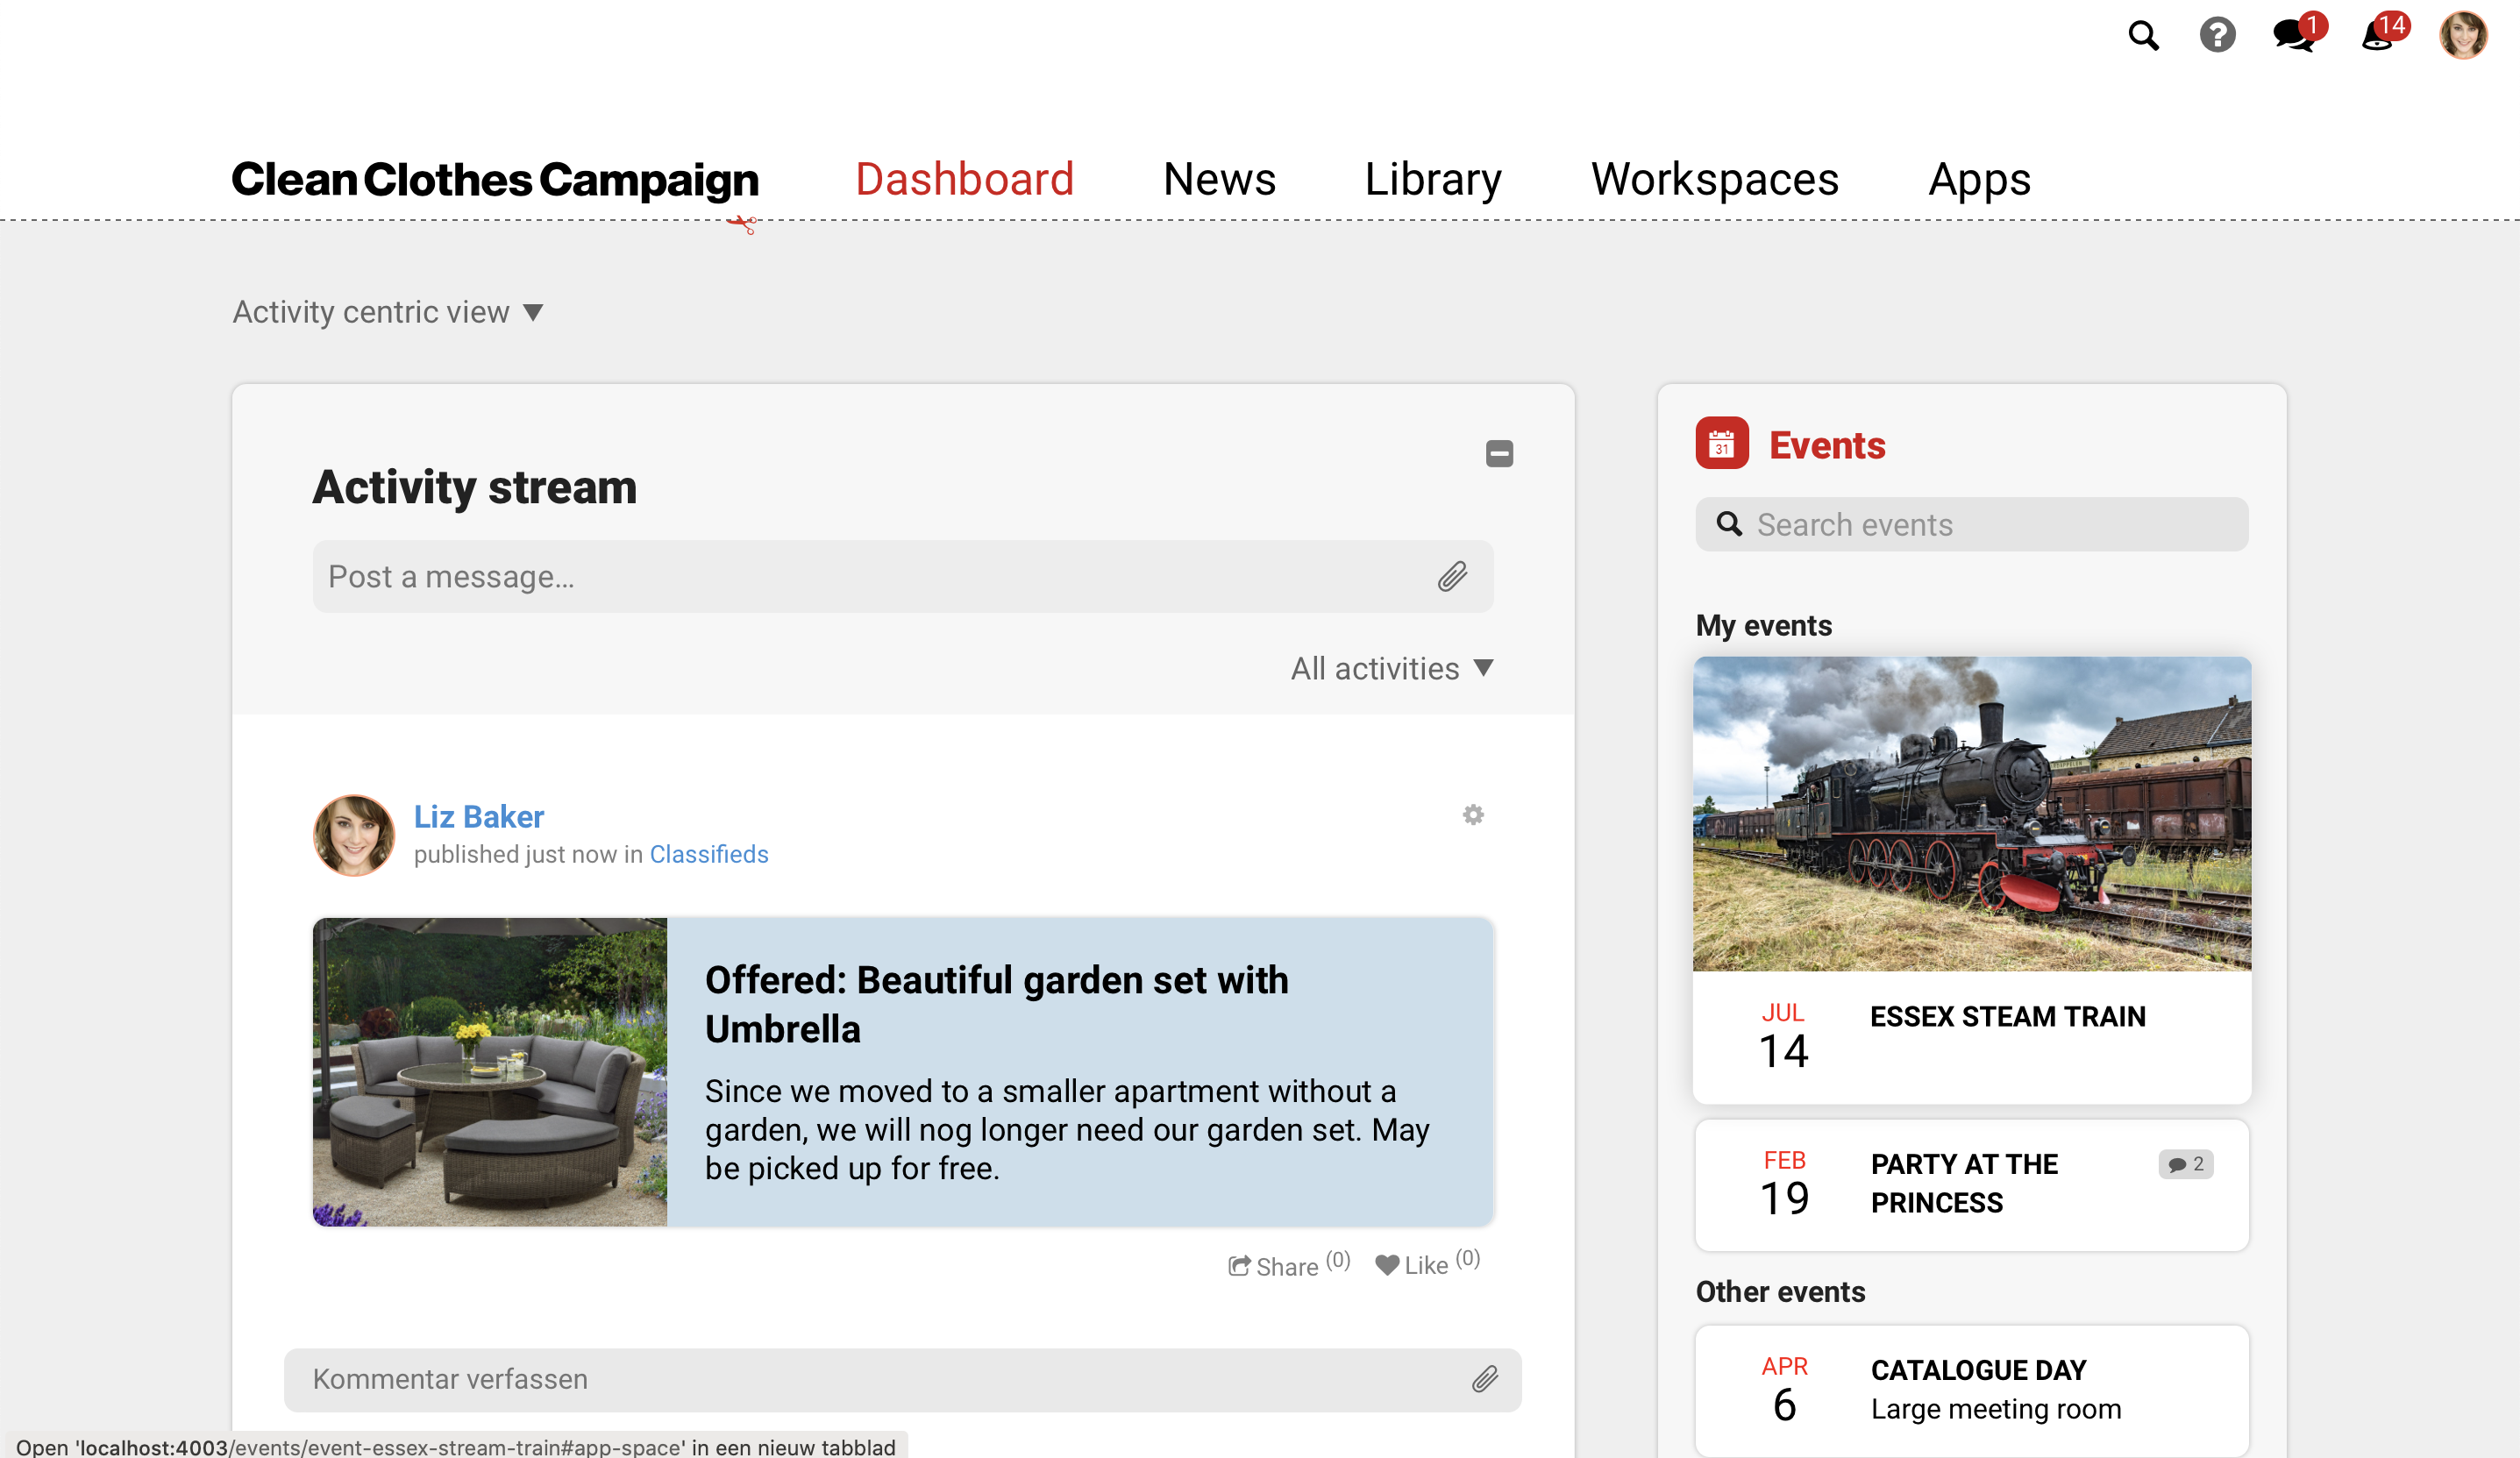 1
14
Clean Clothes Campaign
Dashboard
News
Library
Workspaces
Apps
Activity centric view ▼
Activity stream
Post a message...
All activities ▼
Liz Baker
published just now in Classifieds
Offered: Beautiful garden set with
Umbrella
Since we moved to a smaller apartment without a
garden, we will nog longer need our garden set. May
be picked up for free.
Share (0)
Like (0)
Kommentar verfassen
31
Events
Search events
My events
JUL
14
ESSEX STEAM TRAIN
FEB
19
PARTY AT THE
PRINCESS
2
Other events
APR
6
CATALOGUE DAY
Large meeting room
Open 'localhost:4003/events/event-essex-stream-train#app-space' in een nieuw tabblad